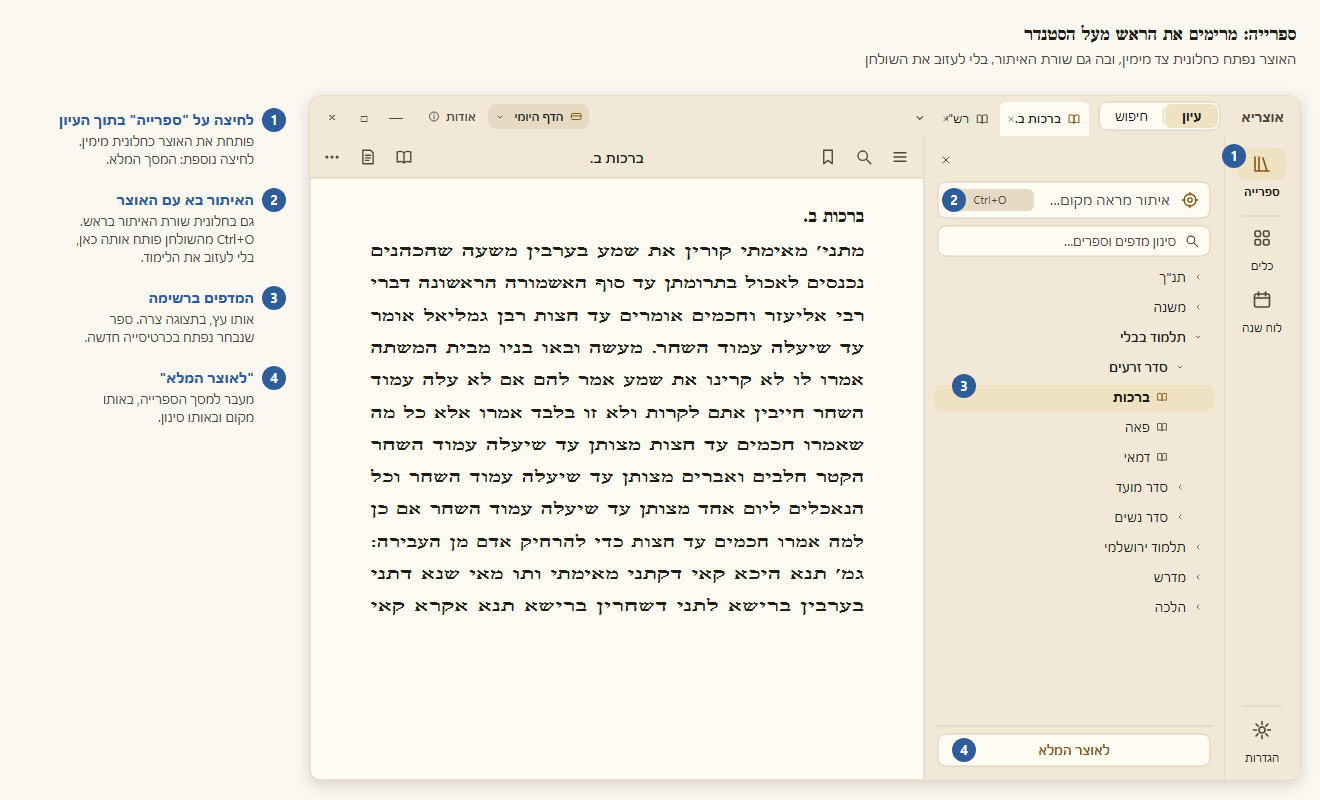 ספרייה: מרימים את הראש מעל הסטנדר
האוצר נפתח כחלונית צד מימין, ובה גם שורת האיתור, בלי לעזוב את השולחן
אוצריא
עיון
חיפוש
ברכות ב.
רש"י
הדף היומי
אודות
1
ספרייה
כלים
לוח שנה
הגדרות
איתור מראה מקום...
Ctrl+O
2
סינון מדפים וספרים...
תנ"ך
משנה
תלמוד בבלי
סדר זרעים
3
ברכות
פאה
דמאי
סדר מועד
סדר נשים
תלמוד ירושלמי
מדרש
הלכה
לאוצר המלא
4
ברכות ב.
ברכות ב.
מתני׳ מאימתי קורין את שמע בערבין משעה שהכהנים
נכנסים לאכול בתרומתן עד סוף האשמורה הראשונה דברי
רבי אליעזר וחכמים אומרים עד חצות רבן גמליאל אומר
עד שיעלה עמוד השחר. מעשה ובאו בניו מבית המשתה
אמרו לו לא קרינו את שמע אמר להם אם לא עלה עמוד
השחר חייבין אתם לקרות ולא זו בלבד אמרו אלא כל מה
שאמרו חכמים עד חצות מצותן עד שיעלה עמוד השחר
הקטר חלבים ואברים מצותן עד שיעלה עמוד השחר וכל
הנאכלים ליום אחד מצותן עד שיעלה עמוד השחר אם כן
למה אמרו חכמים עד חצות כדי להרחיק אדם מן העבירה:
גמ׳ תנא היכא קאי דקתני מאימתי ותו מאי שנא דתני
בערבין ברישא לתני דשחרין ברישא תנא אקרא קאי
1 לחיצה על "ספרייה" בתוך העיון
פותחת את האוצר כחלונית מימין.
לחיצה נוספת: המסך המלא.
2 האיתור בא עם האוצר
גם בחלונית שורת האיתור בראש.
Ctrl+O מהשולחן פותח אותה כאן,
בלי לעזוב את הלימוד.
3 המדפים ברשימה
אותו עץ, בתצוגה צרה. ספר
שנבחר נפתח בכרטיסייה חדשה.
4 "לאוצר המלא"
מעבר למסך הספרייה, באותו
מקום ובאותו סינון.